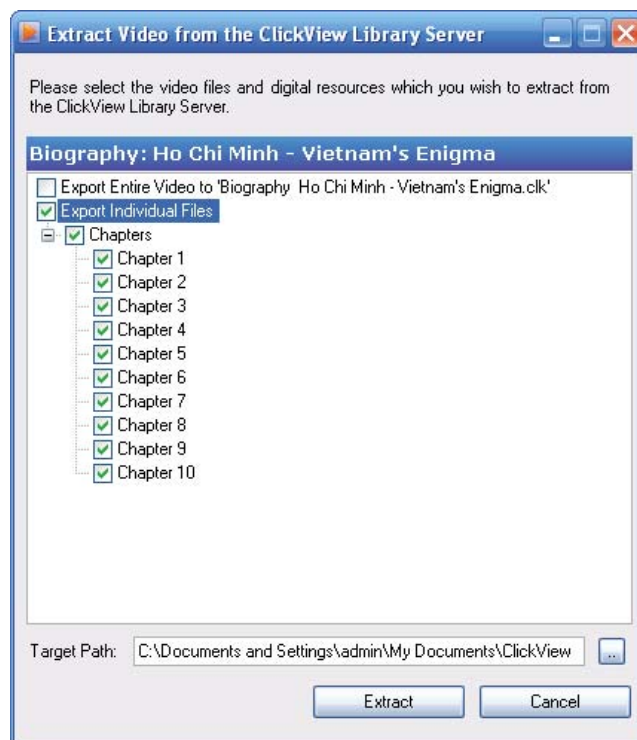 Extract Video from the ClickView Library Server
Please select the video files and digital resources which you wish to extract from
the ClickView Library Server.
Biography: Ho Chi Minh - Vietnam's Enigma
Export Entire Video to 'Biography  Ho Chi Minh - Vietnam's Enigma.clk'
Export Individual Files
Chapters
Chapter 1
Chapter 2
Chapter 3
Chapter 4
Chapter 5
Chapter 6
Chapter 7
Chapter 8
Chapter 9
Chapter 10
Target Path: C:\Documents and Settings\admin\My Documents\ClickView ..
Extract Cancel